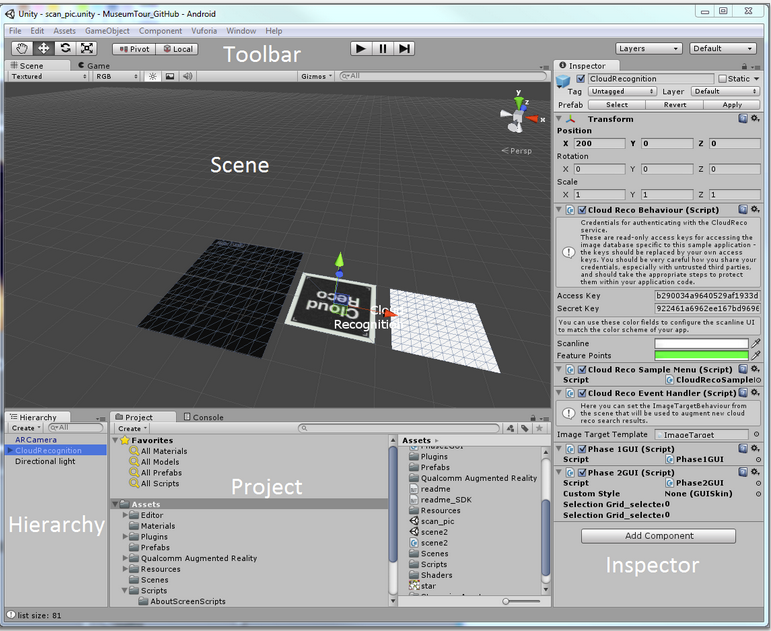 Unity - scan_pic.unity - MuseumTour_GitHub - Android
File Edit Assets GameObject Component Vuforia Window Help
Pivot Local Toolbar Layers Default
Scene Game
Textured RGB Gizmos All
y
z
x
Persp
Scene
Cloud
Reco
Cloud
Recognition
Inspector
CloudRecognition Static
Tag Untagged Layer Default
Prefab Select Revert Apply
Transform
Position
X 200 Y 0 Z 0
Rotation
X 0 Y 0 Z 0
Scale
X 1 Y 1 Z 1
Cloud Reco Behaviour (Script)
Credentials for authenticating with the CloudReco
service.
These are read-only access keys for accessing the
image database specific to this sample application -
the keys should be replaced by your own access
keys. You should be very careful how you share your
credentials, especially with untrusted third parties,
and should take the appropriate steps to protect
them within your application code.
Access Key b290034a9640529af1933d
Secret Key 922461a6962ee167bd969
You can use these color fields to configure the scanline UI
to match the color scheme of your app.
Scanline
Feature Points
Cloud Reco Sample Menu (Script)
Script CloudRecoSample
Cloud Reco Event Handler (Script)
Here you can set the ImageTargetBehaviour from
the scene that will be used to augment new cloud
reco search results.
Image Target Template ImageTarget
Phase 1GUI (Script)
Script Phase1GUI
Phase 2GUI (Script)
Script Phase2GUI
Custom Style None (GUISkin)
Selection Grid_selected 0
Selection Grid_selected 0
Add Component
Inspector
Hierarchy
Create All
ARCamera
CloudRecognition
Directional light
Hierarchy
Project Console
Create
Favorites
All Materials
All Models
All Prefabs
All Scripts
Project
Assets
Editor
Materials
Plugins
Prefabs
Qualcomm Augmented Reality
Resources
Scenes
Scripts
AboutScreenScripts
Assets
Phase2GUI
Plugins
Prefabs
Qualcomm Augmented Reality
readme
readme_SDK
Resources
scan_pic
scene2
scene2
Scenes
Scripts
Shaders
star
list size: 81